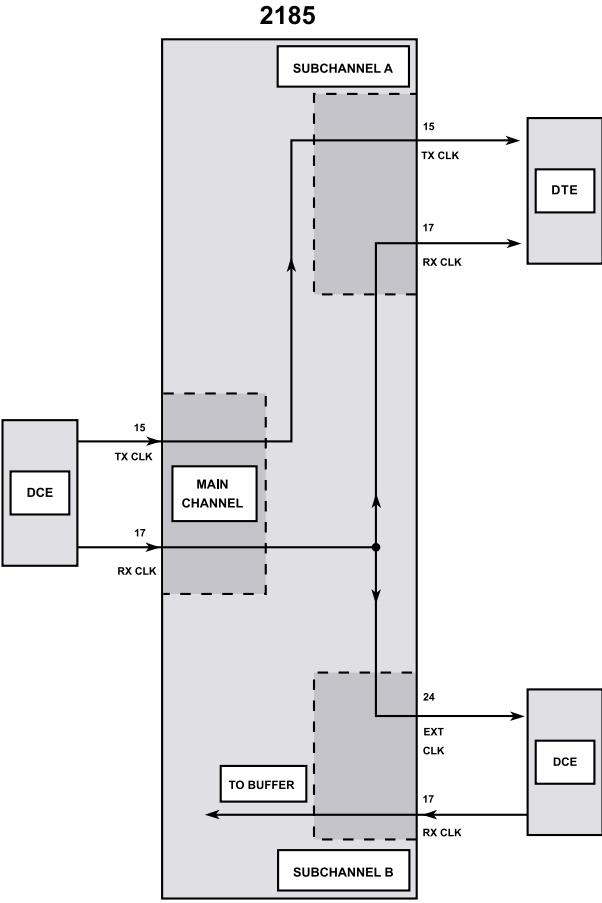 2185
SUBCHANNEL A
15
TX CLK
DTE
17
RX CLK
15
TX CLK
DCE
MAIN
CHANNEL
17
RX CLK
24
EXT
CLK
DCE
TO BUFFER
17
RX CLK
SUBCHANNEL B